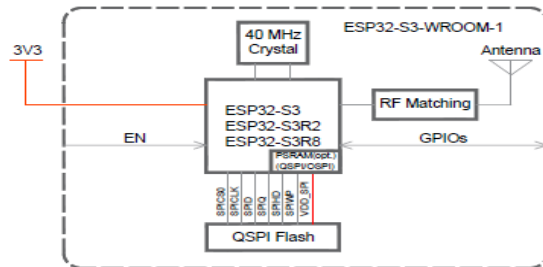 ESP32-S3-WROOM-1
40 MHz
Crystal
3V3
Antenna
ESP32-S3
ESP32-S3R2
ESP32-S3R8
RF Matching
EN
GPIOs
PSRAM(opt.)
(QSPI/OSPI)
SPICS0
SPICLK
SPID
SPIQ
SPIHD
SPIWP
VDD_SPI
QSPI Flash